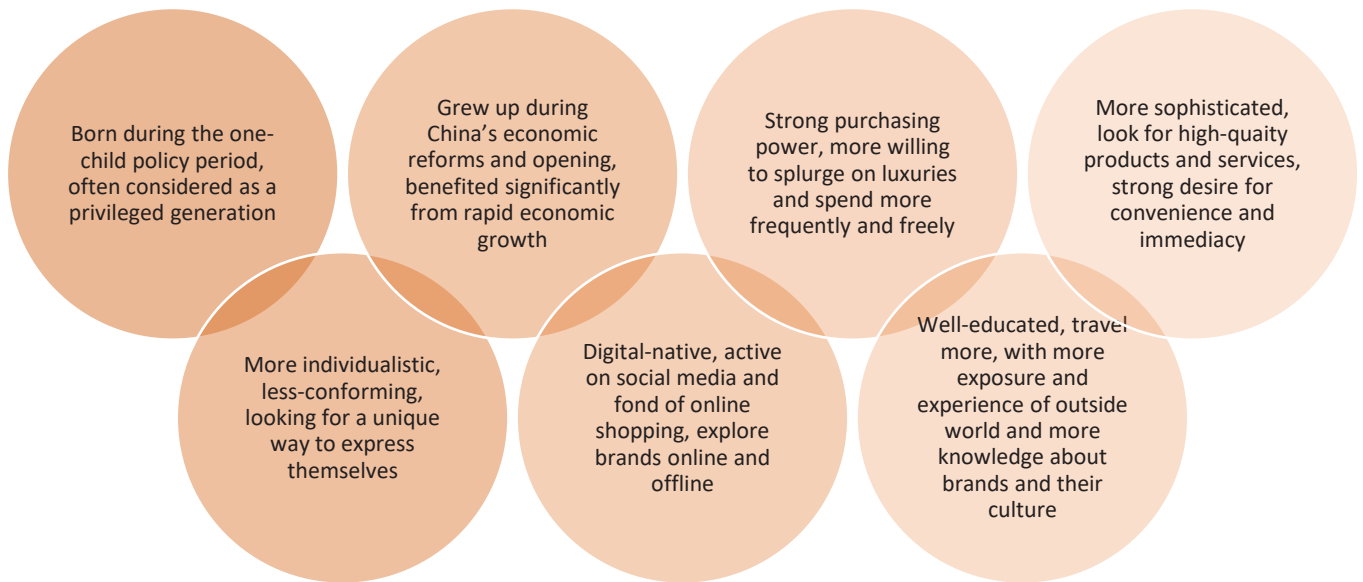 Born during the one-
child policy period,
often considered as a
privileged generation
More individualistic,
less-conforming,
looking for a unique
way to express
themselves
Grew up during
China’s economic
reforms and opening,
benefited significantly
from rapid economic
growth
Digital-native, active
on social media and
fond of online
shopping, explore
brands online and
offline
Strong purchasing
power, more willing
to splurge on luxuries
and spend more
frequently and freely
Well-educated, travel
more, with more
exposure and
experience of outside
world and more
knowledge about
brands and their
culture
More sophisticated,
look for high-quaity
products and services,
strong desire for
convenience and
immediacy